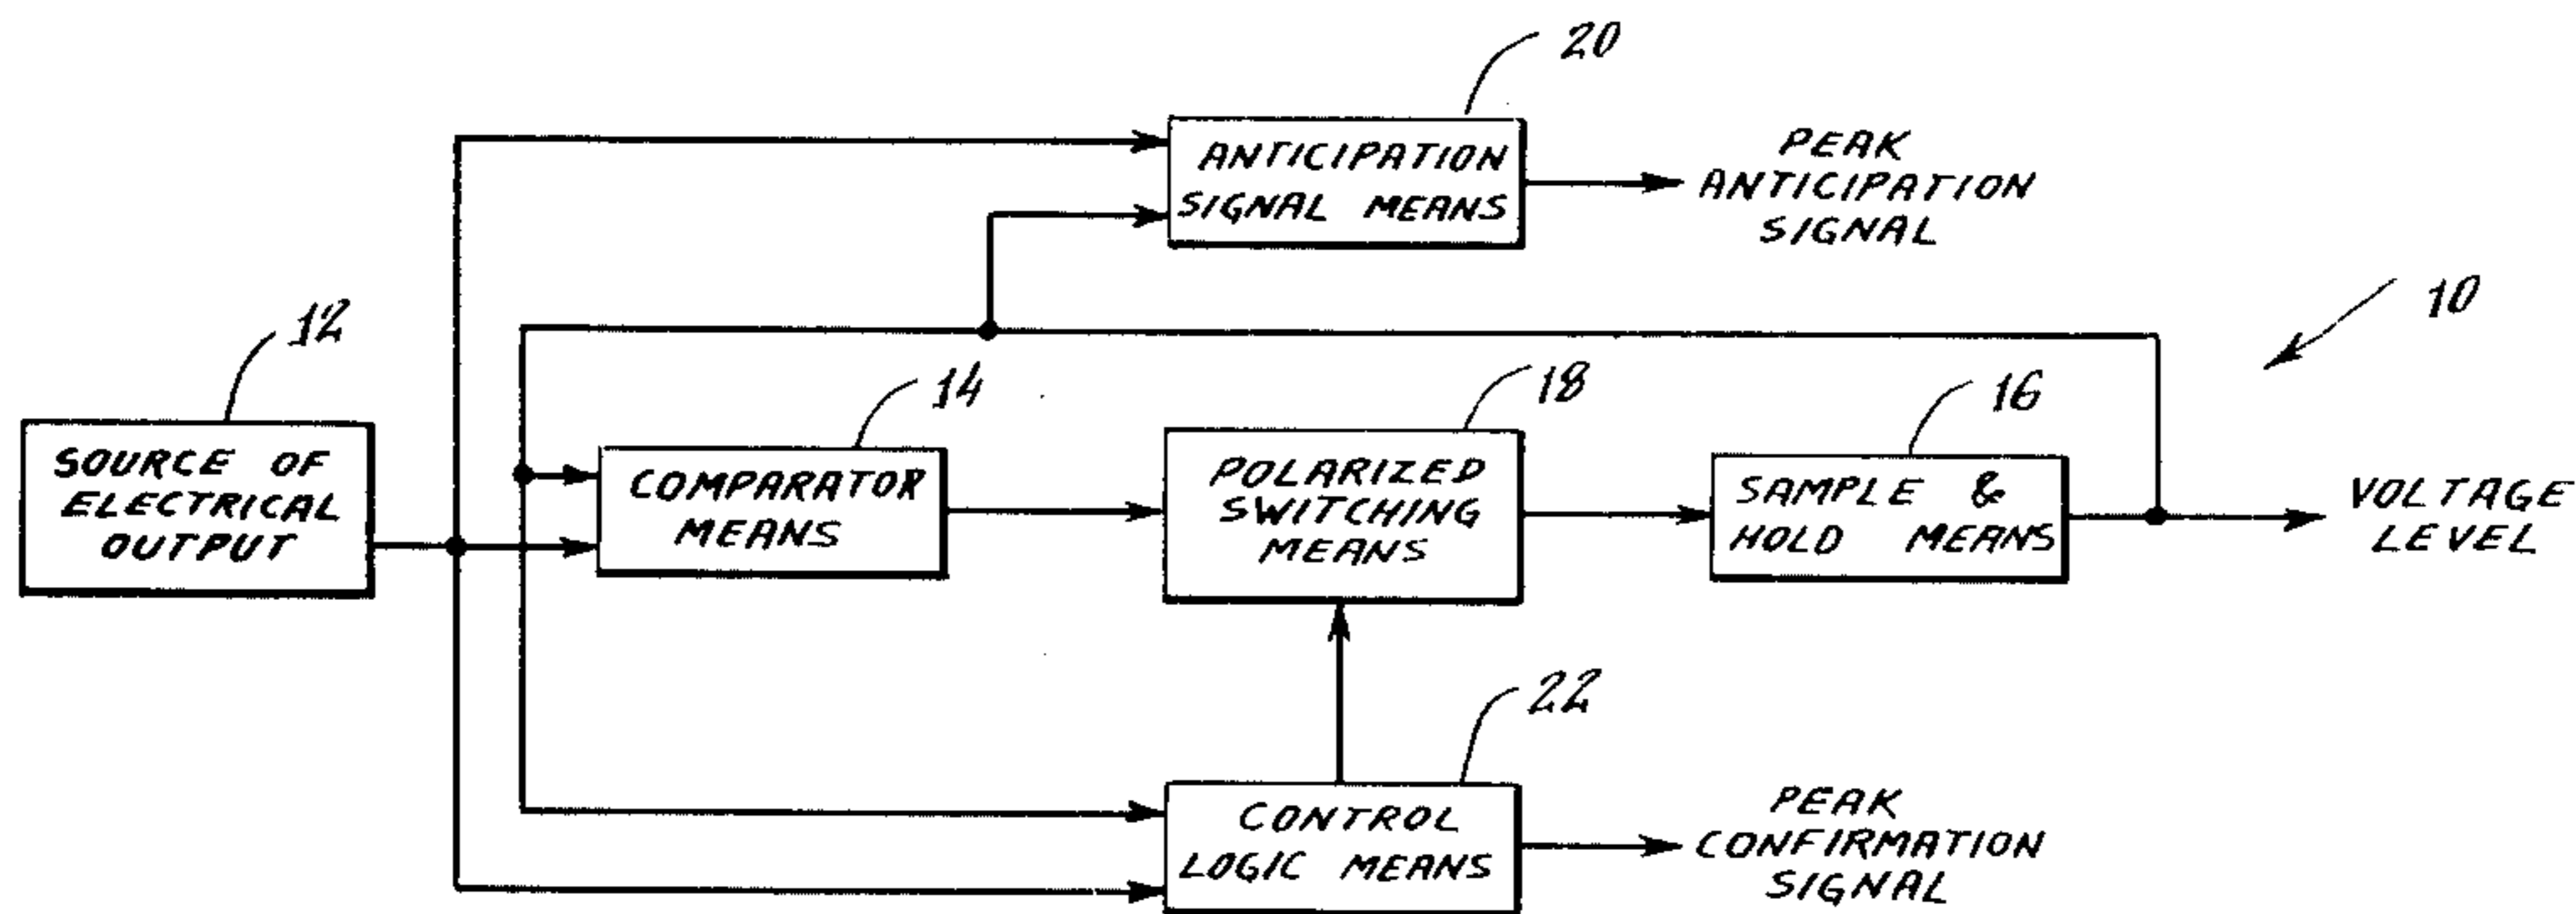 20
ANTICIPATION
SIGNAL MEANS
PEAK
ANTICIPATION
SIGNAL
10
12
SOURCE OF
ELECTRICAL
OUTPUT
14
COMPARATOR
MEANS
18
POLARIZED
SWITCHING
MEANS
16
SAMPLE &
HOLD MEANS
VOLTAGE
LEVEL
22
CONTROL
LOGIC MEANS
PEAK
CONFIRMATION
SIGNAL